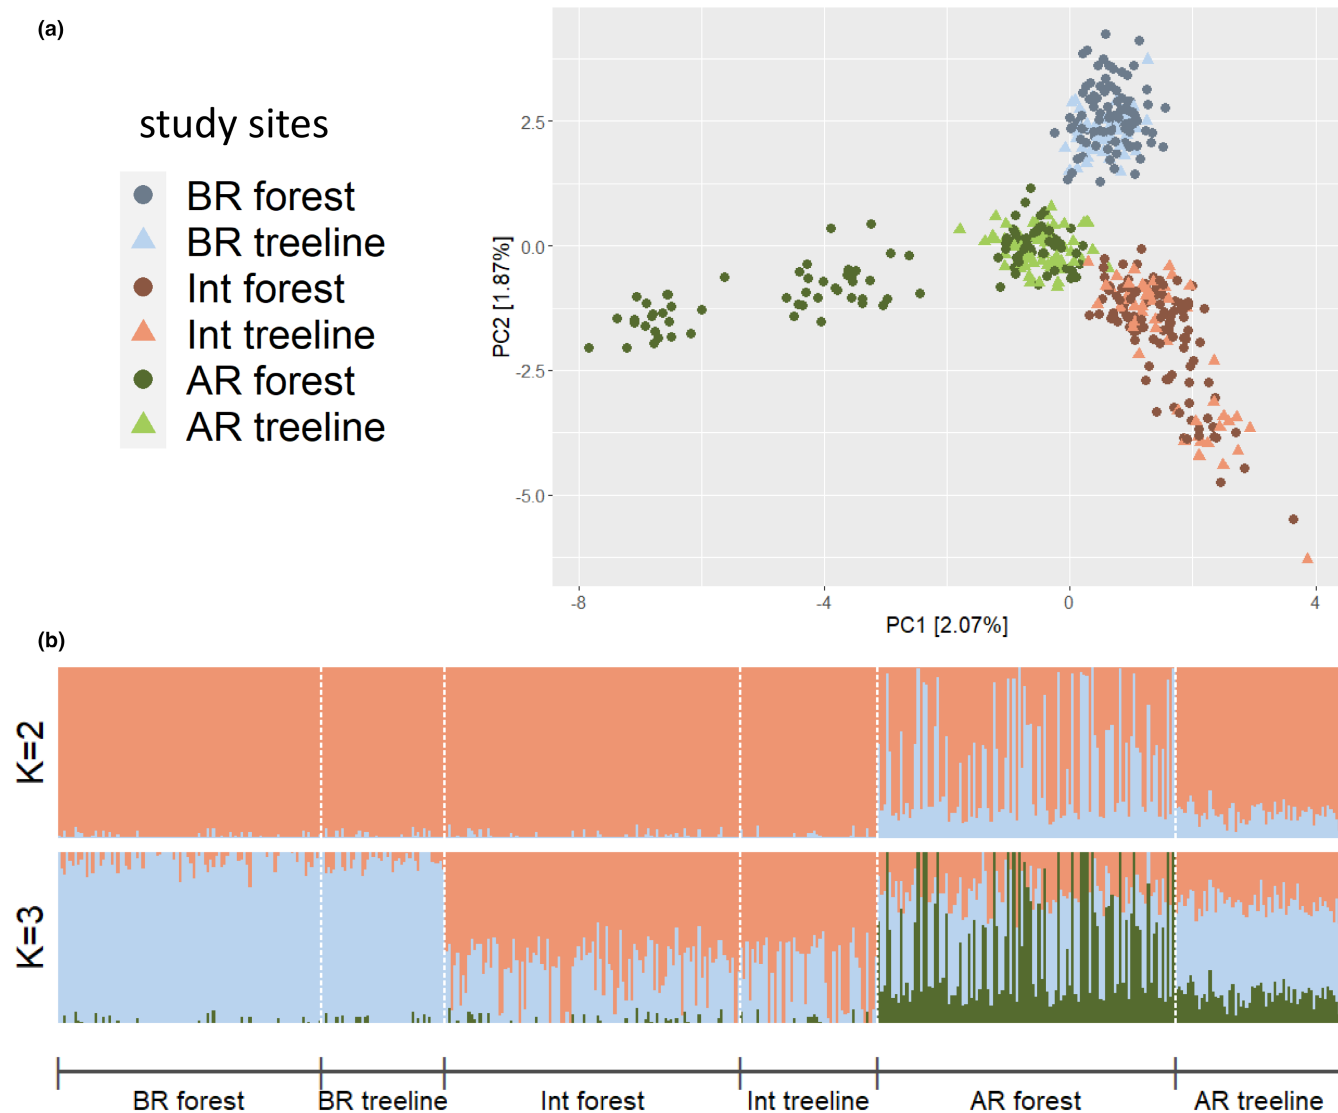 (a)
study sites
BR forest
BR treeline
Int forest
Int treeline
AR forest
AR treeline
2.5
0.0
-2.5
-5.0
PC2 [1.87%]
-8
-4
0
4
PC1 [2.07%]
(b)
K=2
K=3
BR forest
BR treeline
Int forest
Int treeline
AR forest
AR treeline